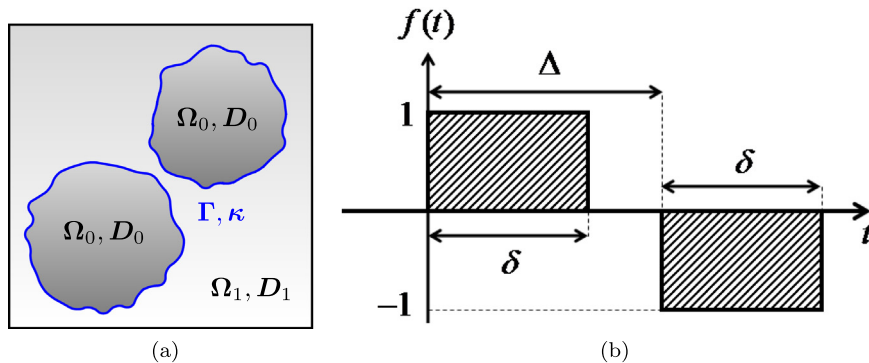 Ω₀, D₀
Ω₀, D₀
Γ, κ
Ω₁, D₁
(a)
f(t)
Δ
1
δ
δ
t
−1
(b)